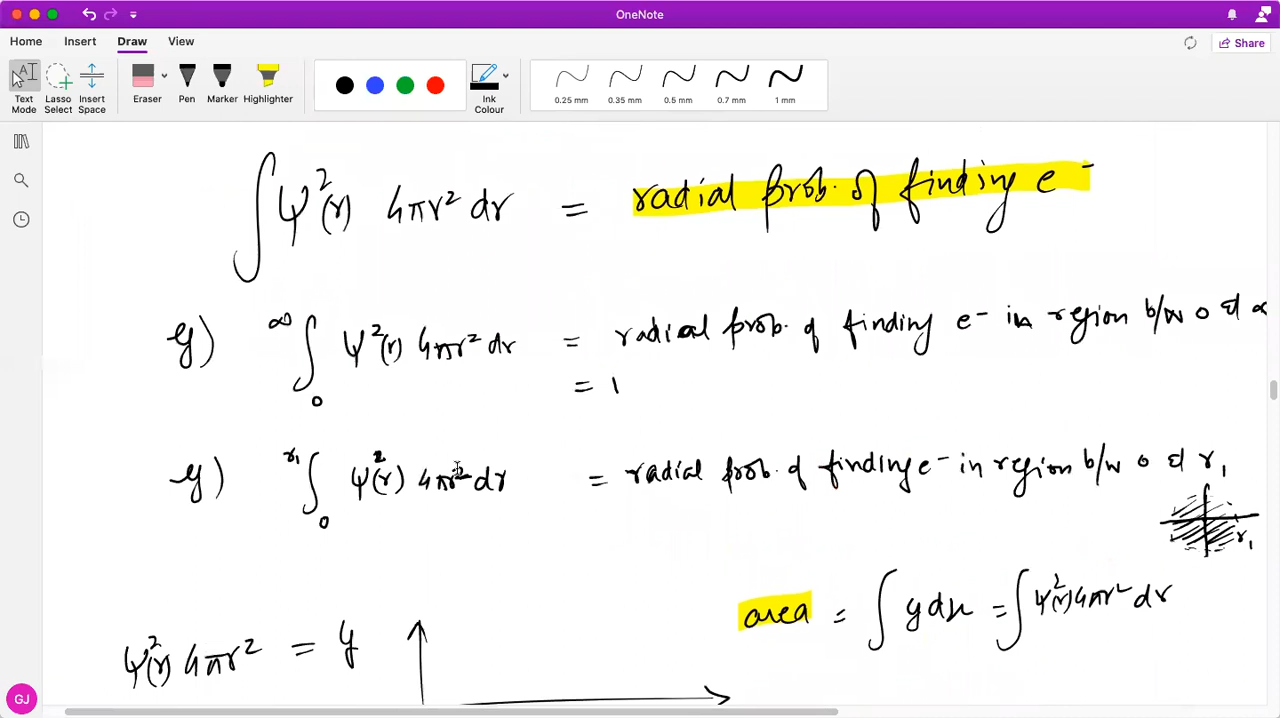 OneNote
Home Insert Draw View
Share
Text Mode
Lasso Select
Insert Space
Eraser
Pen
Marker
Highlighter
Ink Colour
0.25 mm 0.35 mm 0.5 mm 0.7 mm 1 mm
∫ψ²(r) 4πr² dr = radial prob. of finding e⁻
eg) ∞∫0 ψ²(r) 4πr² dr = radial prob. of finding e⁻ in region b/w 0 & ∞
= 1
eg) r₁∫0 ψ²(r) 4πr² dr = radial prob. of finding e⁻ in region b/w 0 & r₁
r₁
area = ∫ y dx = ∫ψ²(r) 4πr² dr
ψ²(r) 4πr² = y
GJ